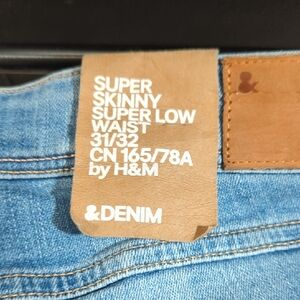 SUPER
SKINNY
SUPER LOW
WAIST
31/32
CN 165/78A
by H&M
&DENIM
&